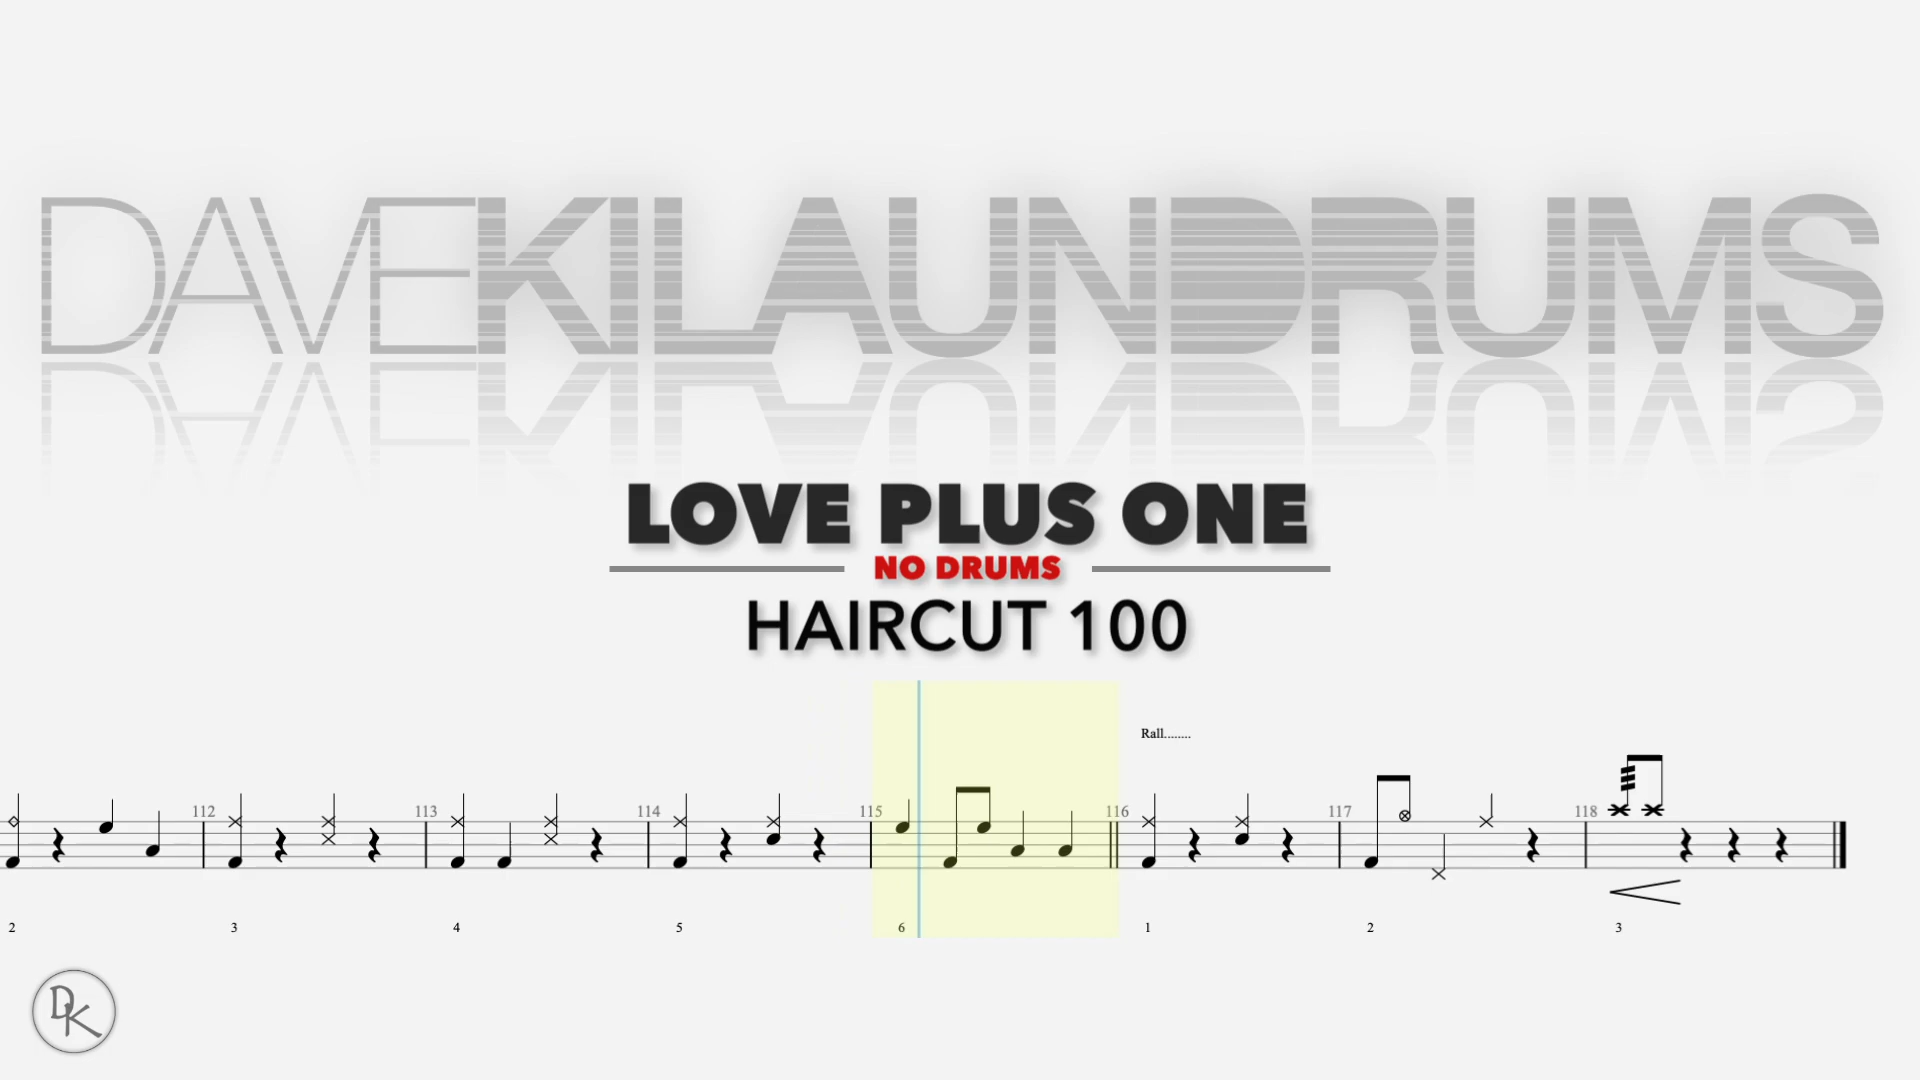 DAVEKILAUNDRUMS
LOVE PLUS ONE
NO DRUMS
HAIRCUT 100
Rall........
112 113 114 115 116 117 118
2 3 4 5 6 1 2 3
DK